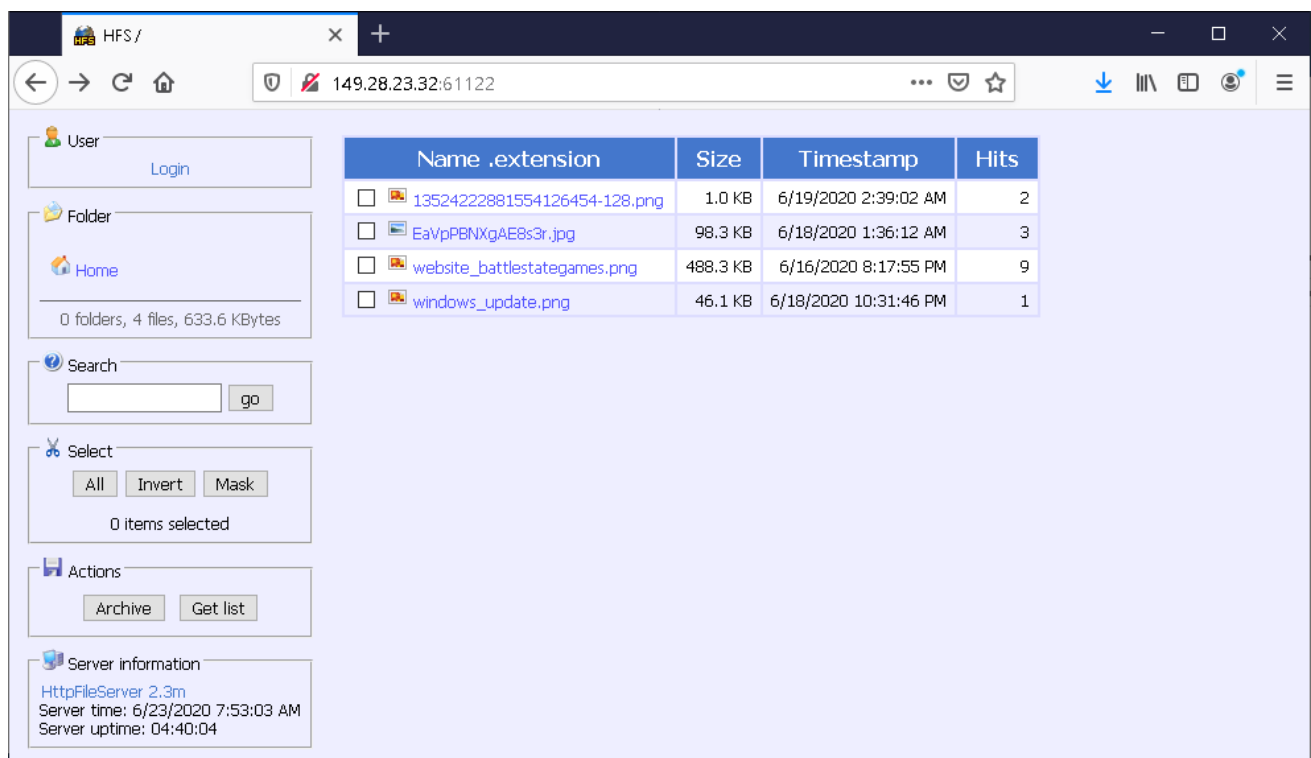 HFS /
149.28.23.32:61122
User
Login
Folder
Home
0 folders, 4 files, 633.6 KBytes
Search
go
Select
All Invert Mask
0 items selected
Actions
Archive Get list
Server information
HttpFileServer 2.3m
Server time: 6/23/2020 7:53:03 AM
Server uptime: 04:40:04
Name .extension Size Timestamp Hits
13524222881554126454-128.png 1.0 KB 6/19/2020 2:39:02 AM 2
EaVpPBNXgAE8s3r.jpg 98.3 KB 6/18/2020 1:36:12 AM 3
website_battlestategames.png 488.3 KB 6/16/2020 8:17:55 PM 9
windows_update.png 46.1 KB 6/18/2020 10:31:46 PM 1